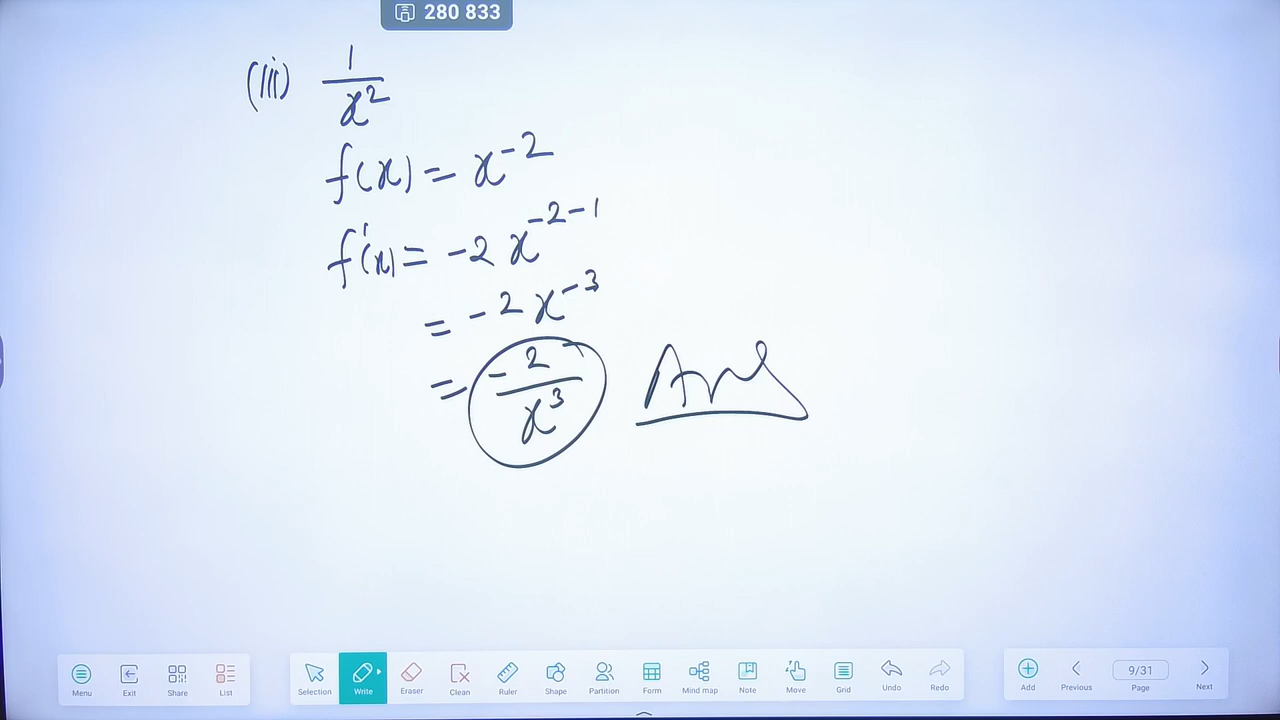 280 833
(iii) 1/x²
f(x) = x⁻²
f'(x) = -2 x⁻²⁻¹
= -2x⁻³
= -2/x³ Ans
Menu Exit Share List Selection Write Eraser Clean Ruler Shape Partition Form Mind map Note Move Grid Undo Redo Add Previous 9/31 Page Next